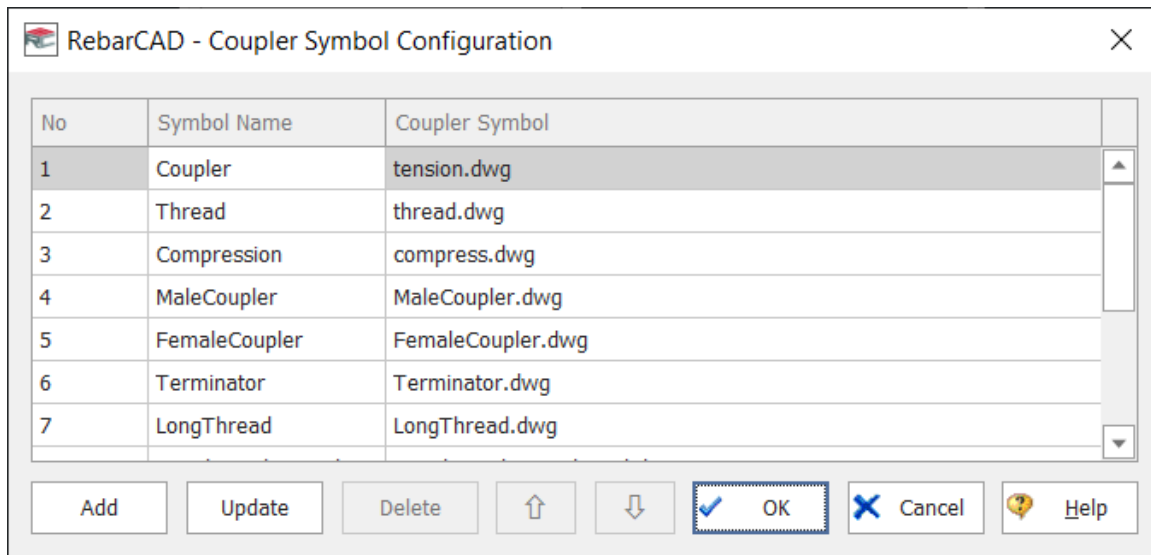 RebarCAD - Coupler Symbol Configuration
No Symbol Name Coupler Symbol
1 Coupler tension.dwg
2 Thread thread.dwg
3 Compression compress.dwg
4 MaleCoupler MaleCoupler.dwg
5 FemaleCoupler FemaleCoupler.dwg
6 Terminator Terminator.dwg
7 LongThread LongThread.dwg
Add Update Delete OK Cancel Help